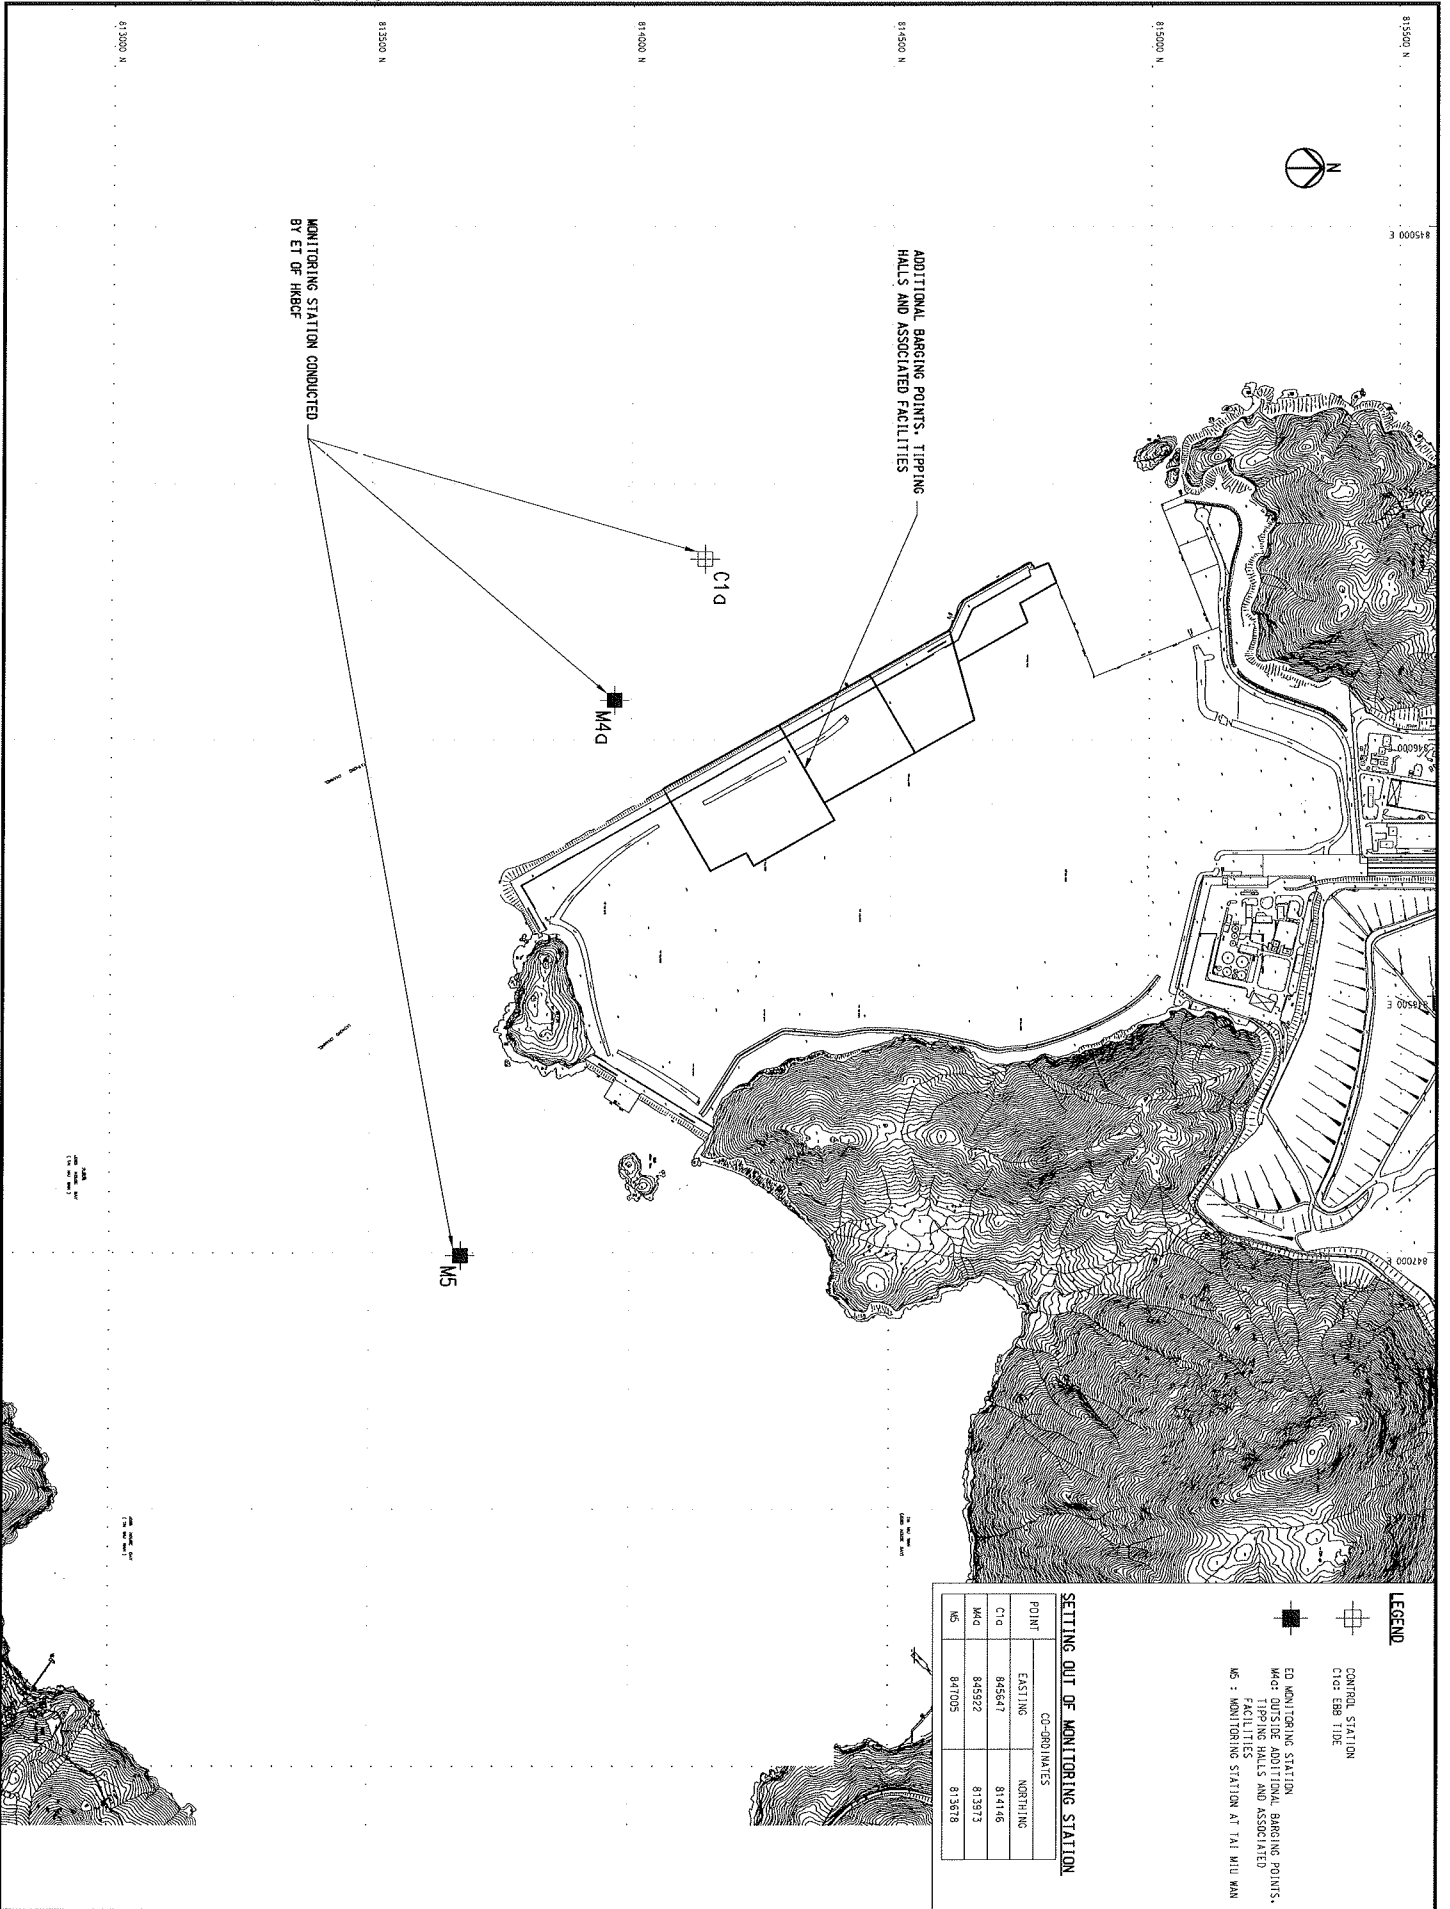 N
845000 E
846000 E
846500 E
847000 E
815500 N
815000 N
814500 N
814000 N
813500 N
813000 N
ADDITIONAL BARGING POINTS, TIPPING
HALLS AND ASSOCIATED FACILITIES
MONITORING STATION CONDUCTED
BY ET OF HKBCF
C1a
M4a
M5
LEGEND
CONTROL STATION
C1a: EBB TIDE
ED MONITORING STATION
M4a: OUTSIDE ADDITIONAL BARGING POINTS,
TIPPING HALLS AND ASSOCIATED
FACILITIES
M5 : MONITORING STATION AT TAI MIU WAN
SETTING OUT OF MONITORING STATION
POINT CO-ORDINATES
EASTING NORTHING
C1a 845647 814146
M4a 845922 813973
M5 847005 813678